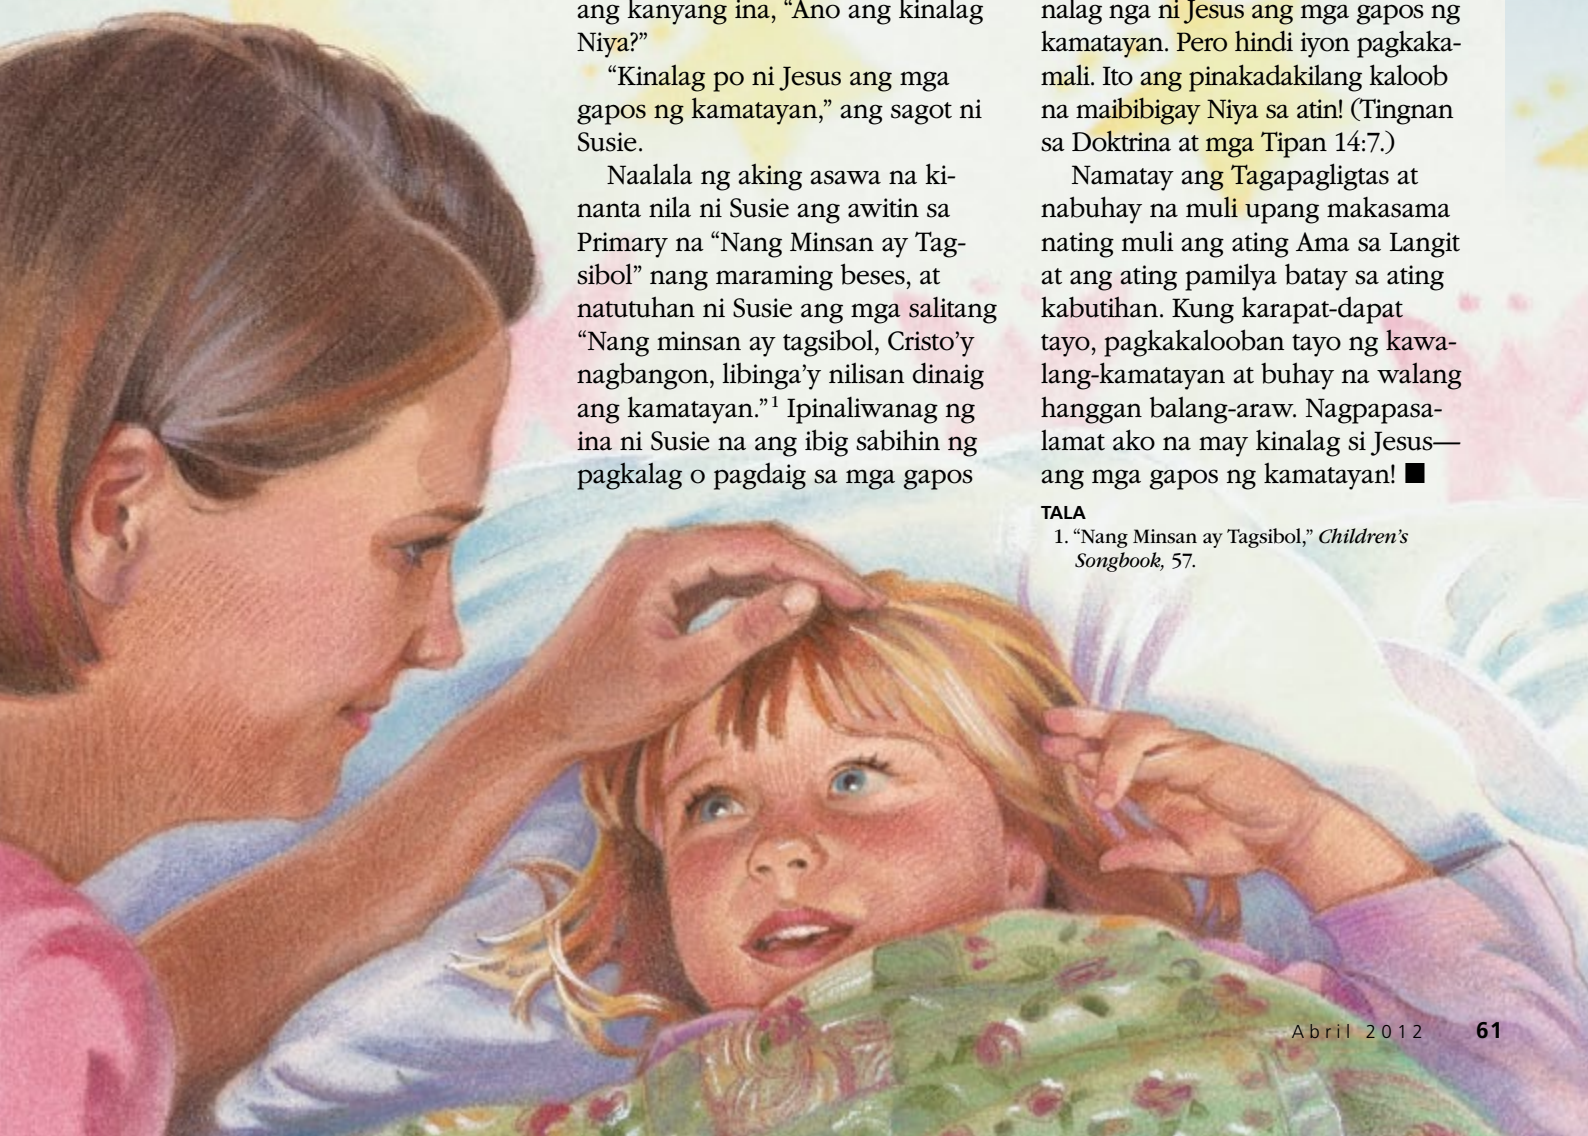 ang kanyang ina, “Ano ang kinalag
Niya?”
“Kinalag po ni Jesus ang mga
gapos ng kamatayan,” ang sagot ni
Susie.
Naalala ng aking asawa na ki-
nanta nila ni Susie ang awitin sa
Primary na “Nang Minsan ay Tag-
sibol” nang maraming beses, at
natutuhan ni Susie ang mga salitang
“Nang minsan ay tagsibol, Cristo’y
nagbangon, libinga’y nilisan dinaig
ang kamatayan.”1 Ipinaliwanag ng
ina ni Susie na ang ibig sabihin ng
pagkalag o pagdaig sa mga gapos
nalag nga ni Jesus ang mga gapos ng
kamatayan. Pero hindi iyon pagkaka-
mali. Ito ang pinakadakilang kaloob
na maibibigay Niya sa atin! (Tingnan
sa Doktrina at mga Tipan 14:7.)
Namatay ang Tagapagligtas at
nabuhay na muli upang makasama
nating muli ang ating Ama sa Langit
at ang ating pamilya batay sa ating
kabutihan. Kung karapat-dapat
tayo, pagkakalooban tayo ng kawa-
lang-kamatayan at buhay na walang
hanggan balang-araw. Nagpapasa-
lamat ako na may kinalag si Jesus—
ang mga gapos ng kamatayan! ■
TALA
1. “Nang Minsan ay Tagsibol,” Children’s
Songbook, 57.
Abril 2012 61